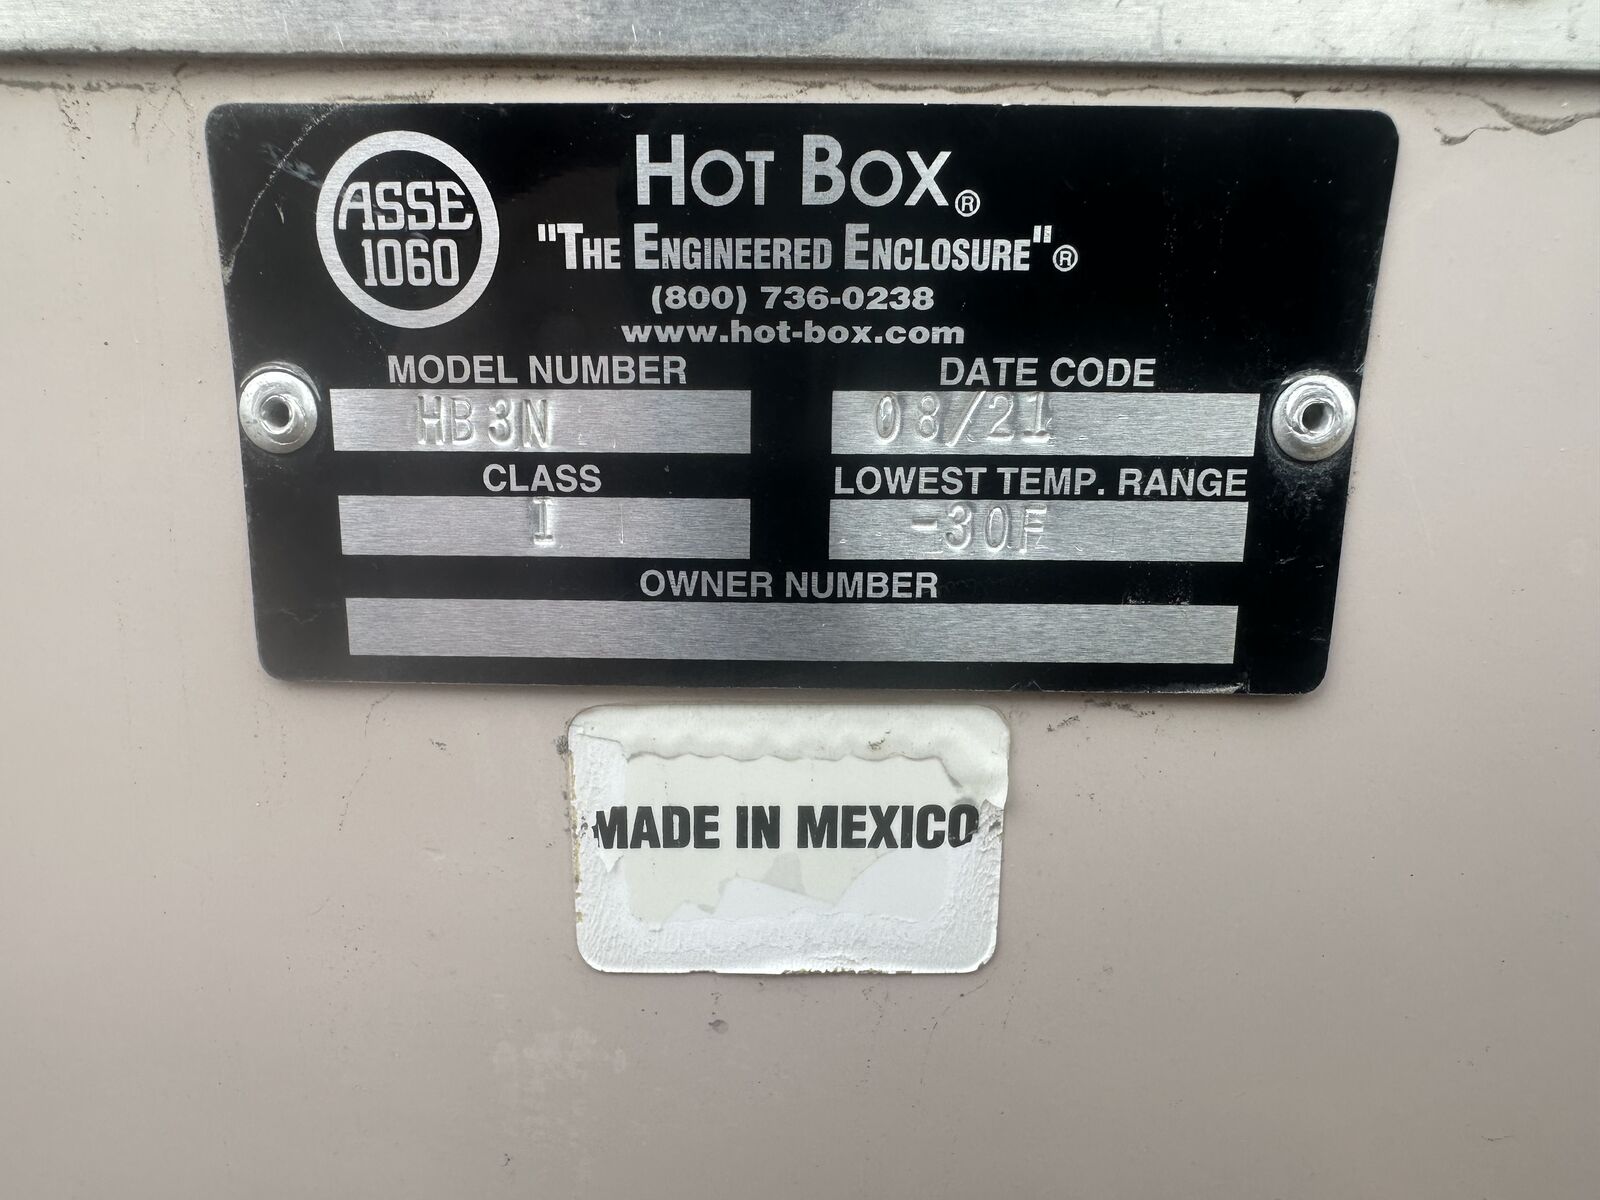 ASSE
1060
HOT BOX®
"THE ENGINEERED ENCLOSURE"®
(800) 736-0238
www.hot-box.com
MODEL NUMBER
HB3N
DATE CODE
08/21
CLASS
I
LOWEST TEMP. RANGE
-30F
OWNER NUMBER
MADE IN MEXICO